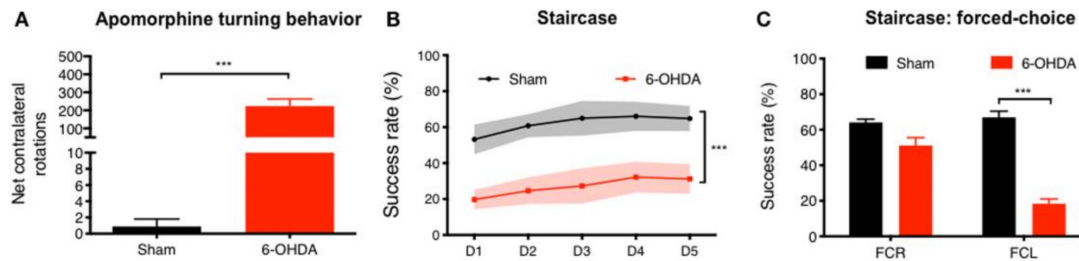 A Apomorphine turning behavior
Net contralateral
rotations
500
400
300
200
100
10
8
6
4
2
0
***
Sham 6-OHDA
B Staircase
Success rate (%)
100
80
60
40
20
0
Sham 6-OHDA
***
D1 D2 D3 D4 D5
C Staircase: forced-choice
Success rate (%)
100
80
60
40
20
0
Sham 6-OHDA
***
FCR FCL